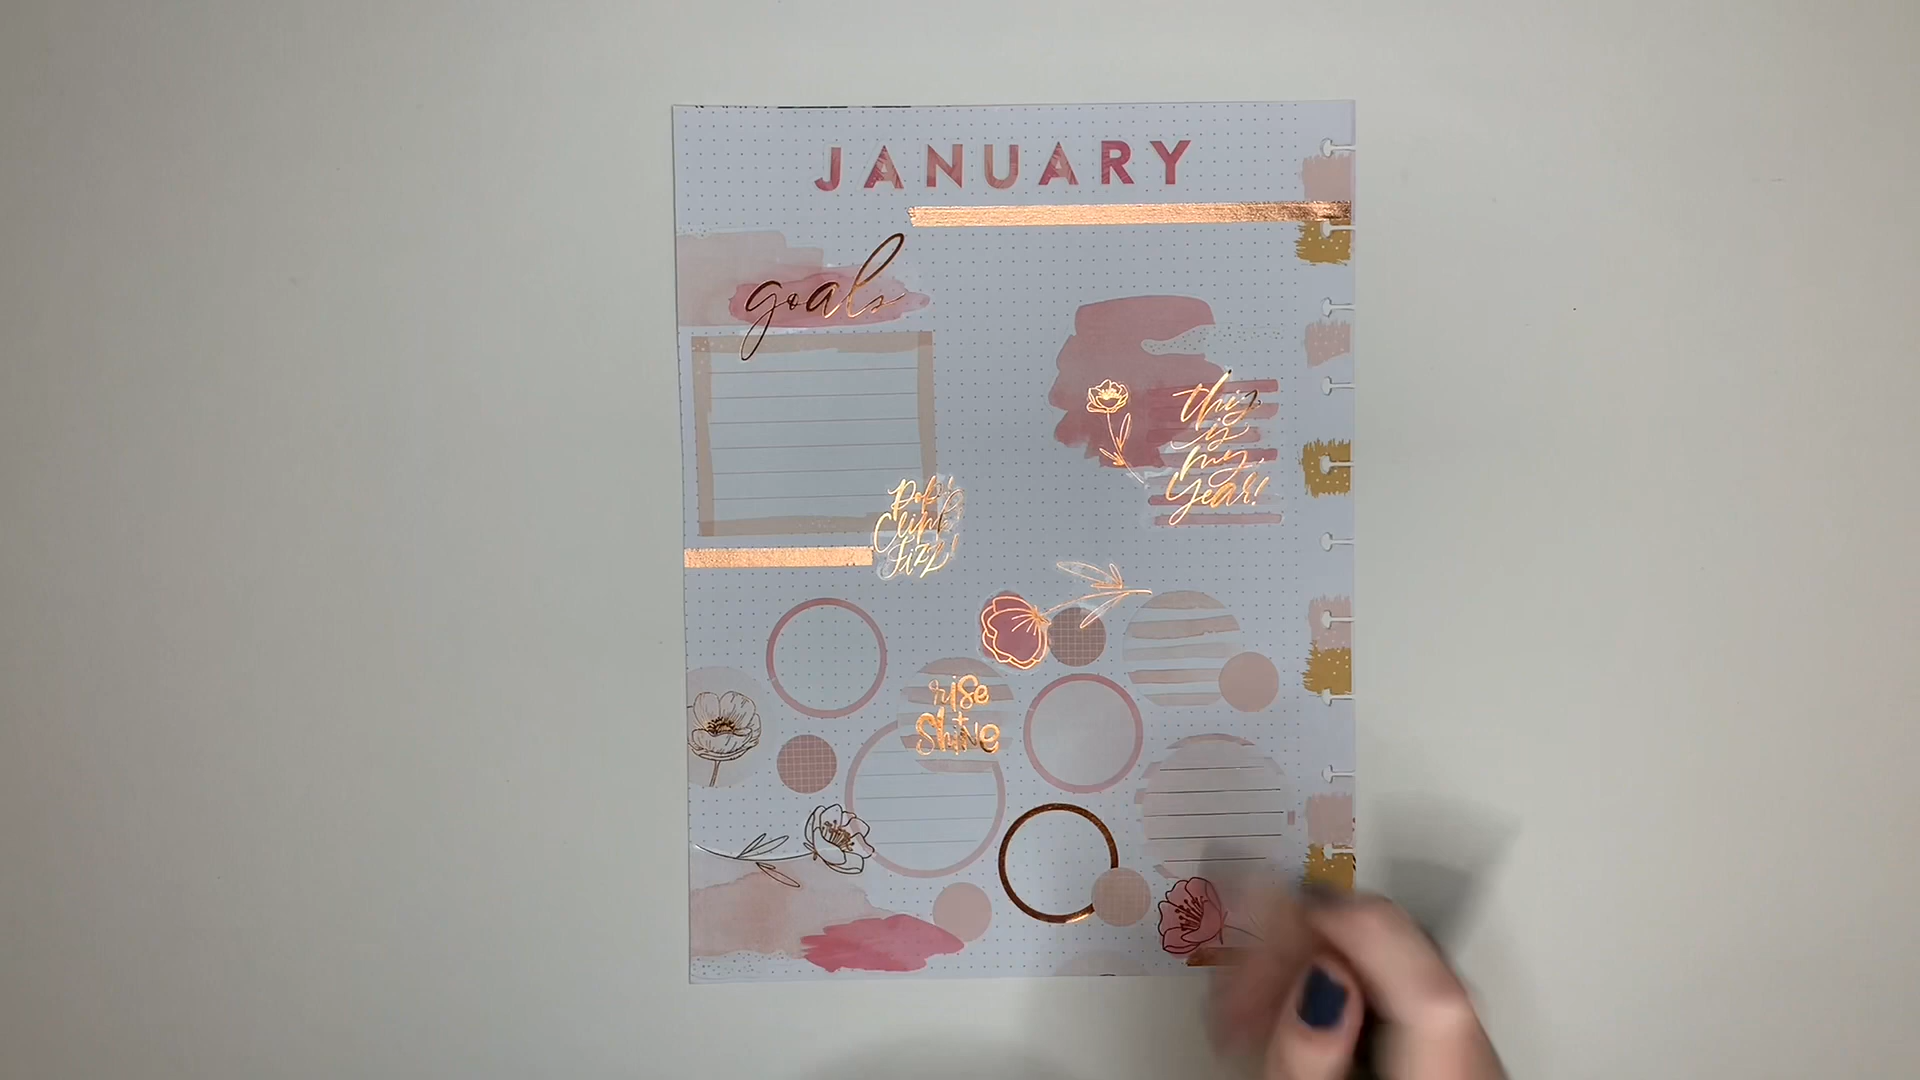 JANUARY
goals
this
is
my
year!
Pop!
Clink!
Fizz!
rise
+
Shine